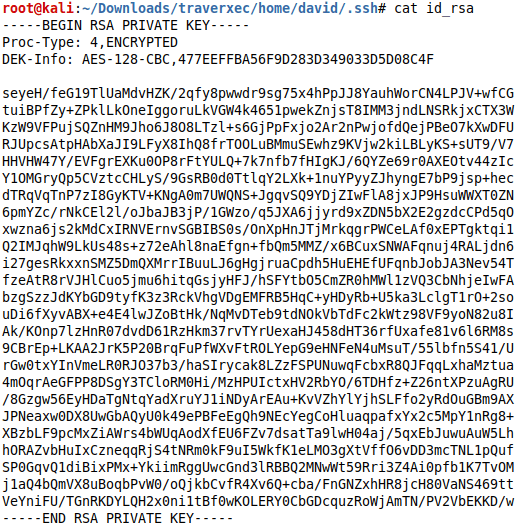 root@kali:~/Downloads/traverxec/home/david/.ssh# cat id_rsa
-----BEGIN RSA PRIVATE KEY-----
Proc-Type: 4,ENCRYPTED
DEK-Info: AES-128-CBC,477EEFFBA56F9D283D349033D5D08C4F

seyeH/feG19TlUaMdvHZK/2qfy8pwwdr9sg75x4hPpJJ8YauhWorCN4LPJV+wfCG
tuiBPfZy+ZPklLkOneIggoruLkVGW4k4651pwekZnjsT8IMM3jndLNSRkjxCTX3W
KzW9VFPujSQZnHM9Jho6J8O8LTzl+s6GjPpFxjo2Ar2nPwjofdQejPBeO7kXwDFU
RJUpcsAtpHAbXaJI9LFyX8IhQ8frTOOLuBMmuSEwhz9KVjw2kiLBLyKS+sUT9/V7
HHVHW47Y/EVFgrEXKu0OP8rFtYULQ+7k7nfb7fHIgKJ/6QYZe69r0AXEOtv44zIc
Y1OMGryQp5CVztcCHLyS/9GsRB0d0TtlqY2LXk+1nuYPyyZJhyngE7bP9jsp+hec
dTRqVqTnP7zI8GyKTV+KNgA0m7UWQNS+JgqvSQ9YDjZIwFlA8jxJP9HsuWWXT0ZN
6pmYZc/rNkCEl2l/oJbaJB3jP/1GWzo/q5JXA6jjyrd9xZDN5bX2E2gzdcCPd5qO
xwzna6js2kMdCxIRNVErnvSGBIBS0s/OnXpHnJTjMrkqgrPWCeLAf0xEPTgktqi1
Q2IMJqhW9LkUs48s+z72eAhl8naEfgn+fbQm5MMZ/x6BCuxSNWAFqnuj4RALjdn6
i27gesRkxxnSMZ5DmQXMrrIBuuLJ6gHgjruaCpdh5HuEHEfUFqnbJobJA3Nev54T
fzeAtR8rVJHlCuo5jmu6hitqGsjyHFJ/hSFYtbO5CmZR0hMWl1zVQ3CbNhjeIwFA
bzgSzzJdKYbGD9tyfK3z3RckVhgVDgEMFRB5HqC+yHDyRb+U5ka3LclgT1rO+2so
uDi6fXyvABX+e4E4lwJZoBtHk/NqMvDTeb9tdNOkVbTdFc2kWtz98VF9yoN82u8I
Ak/KOnp7lzHnR07dvdD61RzHkm37rvTYrUexaHJ458dHT36rfUxafe81v6l6RM8s
9CBrEp+LKAA2JrK5P20BrqFuPfWXvFtROLYepG9eHNFeN4uMsuT/55lbfn5S41/U
rGw0txYInVmeLR0RJO37b3/haSIrycak8LZzFSPUNuwqFcbxR8QJFqqLxhaMztua
4mOqrAeGFPP8DSgY3TCloRM0Hi/MzHPUIctxHV2RbYO/6TDHfz+Z26ntXPzuAgRU
/8Gzgw56EyHDaTgNtqYadXruYJ1iNDyArEAu+KvVZhYlYjhSLFfo2yRdOuGBm9AX
JPNeaxw0DX8UwGbAQyU0k49ePBFeEgQh9NEcYegCoHluaqpafxYx2c5MpY1nRg8+
XBzbLF9pcMxZiAWrs4bWUqAodXfEU6FZv7dsatTa9lwH04aj/5qxEbJuwuAuW5Lh
hORAZvbHuIxCzneqqRjS4tNRm0kF9uI5WkfK1eLMO3gXtVffO6vDD3mcTNL1pQuf
SP0GqvQ1diBixPMx+YkiimRggUwcGnd3lRBBQ2MNwWt59Rri3Z4Ai0pfb1K7TvOM
j1aQ4bQmVX8uBoqbPvW0/oQjkbCvfR4Xv6Q+cba/FnGNZxhHR8jcH80VaNS469tt
VeYniFU/TGnRKDYLQH2x0ni1tBf0wKOLERY0CbGDcquzRoWjAmTN/PV2VbEKKD/w
-----END RSA PRIVATE KEY-----